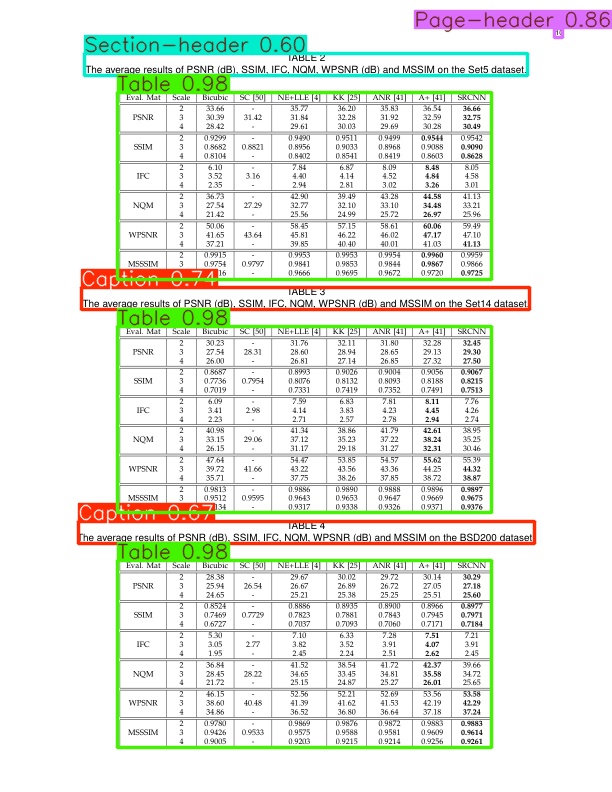 Page-header 0.86
Section-header 0.60
TABLE 2
The average results of PSNR (dB), SSIM, IFC, NQM, WPSNR (dB) and MSSIM on the Set5 dataset.
Table 0.98
Eval. Mat Scale Bicubic SC [50] NE+LLE [4] KK [25] ANR [41] A+ [41] SRCNN
2 33.66 - 35.77 36.20 35.83 36.54 36.66
PSNR 3 30.39 31.42 31.84 32.28 31.92 32.59 32.75
4 28.42 - 29.61 30.03 29.69 30.28 30.49
2 0.9299 - 0.9490 0.9511 0.9499 0.9544 0.9542
SSIM 3 0.8682 0.8821 0.8956 0.9033 0.8968 0.9088 0.9090
4 0.8104 - 0.8402 0.8541 0.8419 0.8603 0.8628
2 6.10 - 7.84 6.87 8.09 8.48 8.05
IFC 3 3.52 3.16 4.40 4.14 4.52 4.84 4.58
4 2.35 - 2.94 2.81 3.02 3.26 3.01
2 36.73 - 42.90 39.49 43.28 44.58 41.13
NQM 3 27.54 27.29 32.77 32.10 33.10 34.48 33.21
4 21.42 - 25.56 24.99 25.72 26.97 25.96
2 50.06 - 58.45 57.15 58.61 60.06 59.49
WPSNR 3 41.65 43.64 45.81 46.22 46.02 47.17 47.10
4 37.21 - 39.85 40.40 40.01 41.03 41.13
2 0.9915 - 0.9953 0.9953 0.9954 0.9960 0.9959
MSSSIM 3 0.9754 0.9797 0.9841 0.9853 0.9844 0.9867 0.9866
16 - 0.9666 0.9695 0.9672 0.9720 0.9725
Caption 0.74
TABLE 3
The average results of PSNR (dB), SSIM, IFC, NQM, WPSNR (dB) and MSSIM on the Set14 dataset.
Table 0.98
Eval. Mat Scale Bicubic SC [50] NE+LLE [4] KK [25] ANR [41] A+ [41] SRCNN
2 30.23 - 31.76 32.11 31.80 32.28 32.45
PSNR 3 27.54 28.31 28.60 28.94 28.65 29.13 29.30
4 26.00 - 26.81 27.14 26.85 27.32 27.50
2 0.8687 - 0.8993 0.9026 0.9004 0.9056 0.9067
SSIM 3 0.7736 0.7954 0.8076 0.8132 0.8093 0.8188 0.8215
4 0.7019 - 0.7331 0.7419 0.7352 0.7491 0.7513
2 6.09 - 7.59 6.83 7.81 8.11 7.76
IFC 3 3.41 2.98 4.14 3.83 4.23 4.45 4.26
4 2.23 - 2.71 2.57 2.78 2.94 2.74
2 40.98 - 41.34 38.86 41.79 42.61 38.95
NQM 3 33.15 29.06 37.12 35.23 37.22 38.24 35.25
4 26.15 - 31.17 29.18 31.27 32.31 30.46
2 47.64 - 54.47 53.85 54.57 55.62 55.39
WPSNR 3 39.72 41.66 43.22 43.56 43.36 44.25 44.32
4 35.71 - 37.75 38.26 37.85 38.72 38.87
2 0.9813 - 0.9886 0.9890 0.9888 0.9896 0.9897
MSSSIM 3 0.9512 0.9595 0.9643 0.9653 0.9647 0.9669 0.9675
134 - 0.9317 0.9338 0.9326 0.9371 0.9376
Caption 0.67
TABLE 4
The average results of PSNR (dB), SSIM, IFC, NQM, WPSNR (dB) and MSSIM on the BSD200 dataset.
Table 0.98
Eval. Mat Scale Bicubic SC [50] NE+LLE [4] KK [25] ANR [41] A+ [41] SRCNN
2 28.38 - 29.67 30.02 29.72 30.14 30.29
PSNR 3 25.94 26.54 26.67 26.89 26.72 27.05 27.18
4 24.65 - 25.21 25.38 25.25 25.51 25.60
2 0.8524 - 0.8886 0.8935 0.8900 0.8966 0.8977
SSIM 3 0.7469 0.7729 0.7823 0.7881 0.7843 0.7945 0.7971
4 0.6727 - 0.7037 0.7093 0.7060 0.7171 0.7184
2 5.30 - 7.10 6.33 7.28 7.51 7.21
IFC 3 3.05 2.77 3.82 3.52 3.91 4.07 3.91
4 1.95 - 2.45 2.24 2.51 2.62 2.45
2 36.84 - 41.52 38.54 41.72 42.37 39.66
NQM 3 28.45 28.22 34.65 33.45 34.81 35.58 34.72
4 21.72 - 25.15 24.87 25.27 26.01 25.65
2 46.15 - 52.56 52.21 52.69 53.56 53.58
WPSNR 3 38.60 40.48 41.39 41.62 41.53 42.19 42.29
4 34.86 - 36.52 36.80 36.64 37.18 37.24
2 0.9780 - 0.9869 0.9876 0.9872 0.9883 0.9883
MSSSIM 3 0.9426 0.9533 0.9575 0.9588 0.9581 0.9609 0.9614
4 0.9005 - 0.9203 0.9215 0.9214 0.9256 0.9261